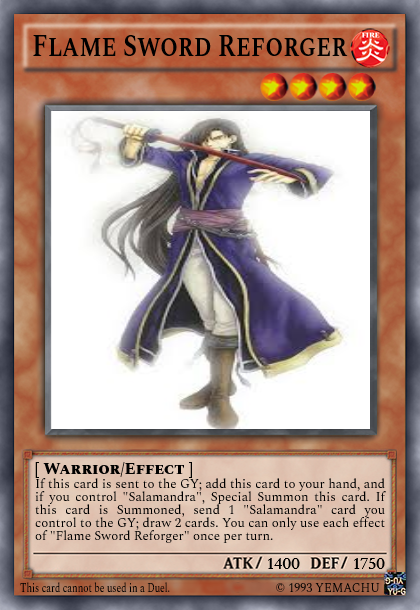 FLAME SWORD REFORGER
FIRE
炎
[ WARRIOR/EFFECT ]
If this card is sent to the GY; add this card to your hand, and
if you control "Salamandra", Special Summon this card. If
this card is Summoned, send 1 "Salamandra" card you
control to the GY; draw 2 cards. You can only use each effect
of "Flame Sword Reforger" once per turn.
ATK / 1400 DEF / 1750
This card cannot be used in a Duel.
© 1993 YEMACHU